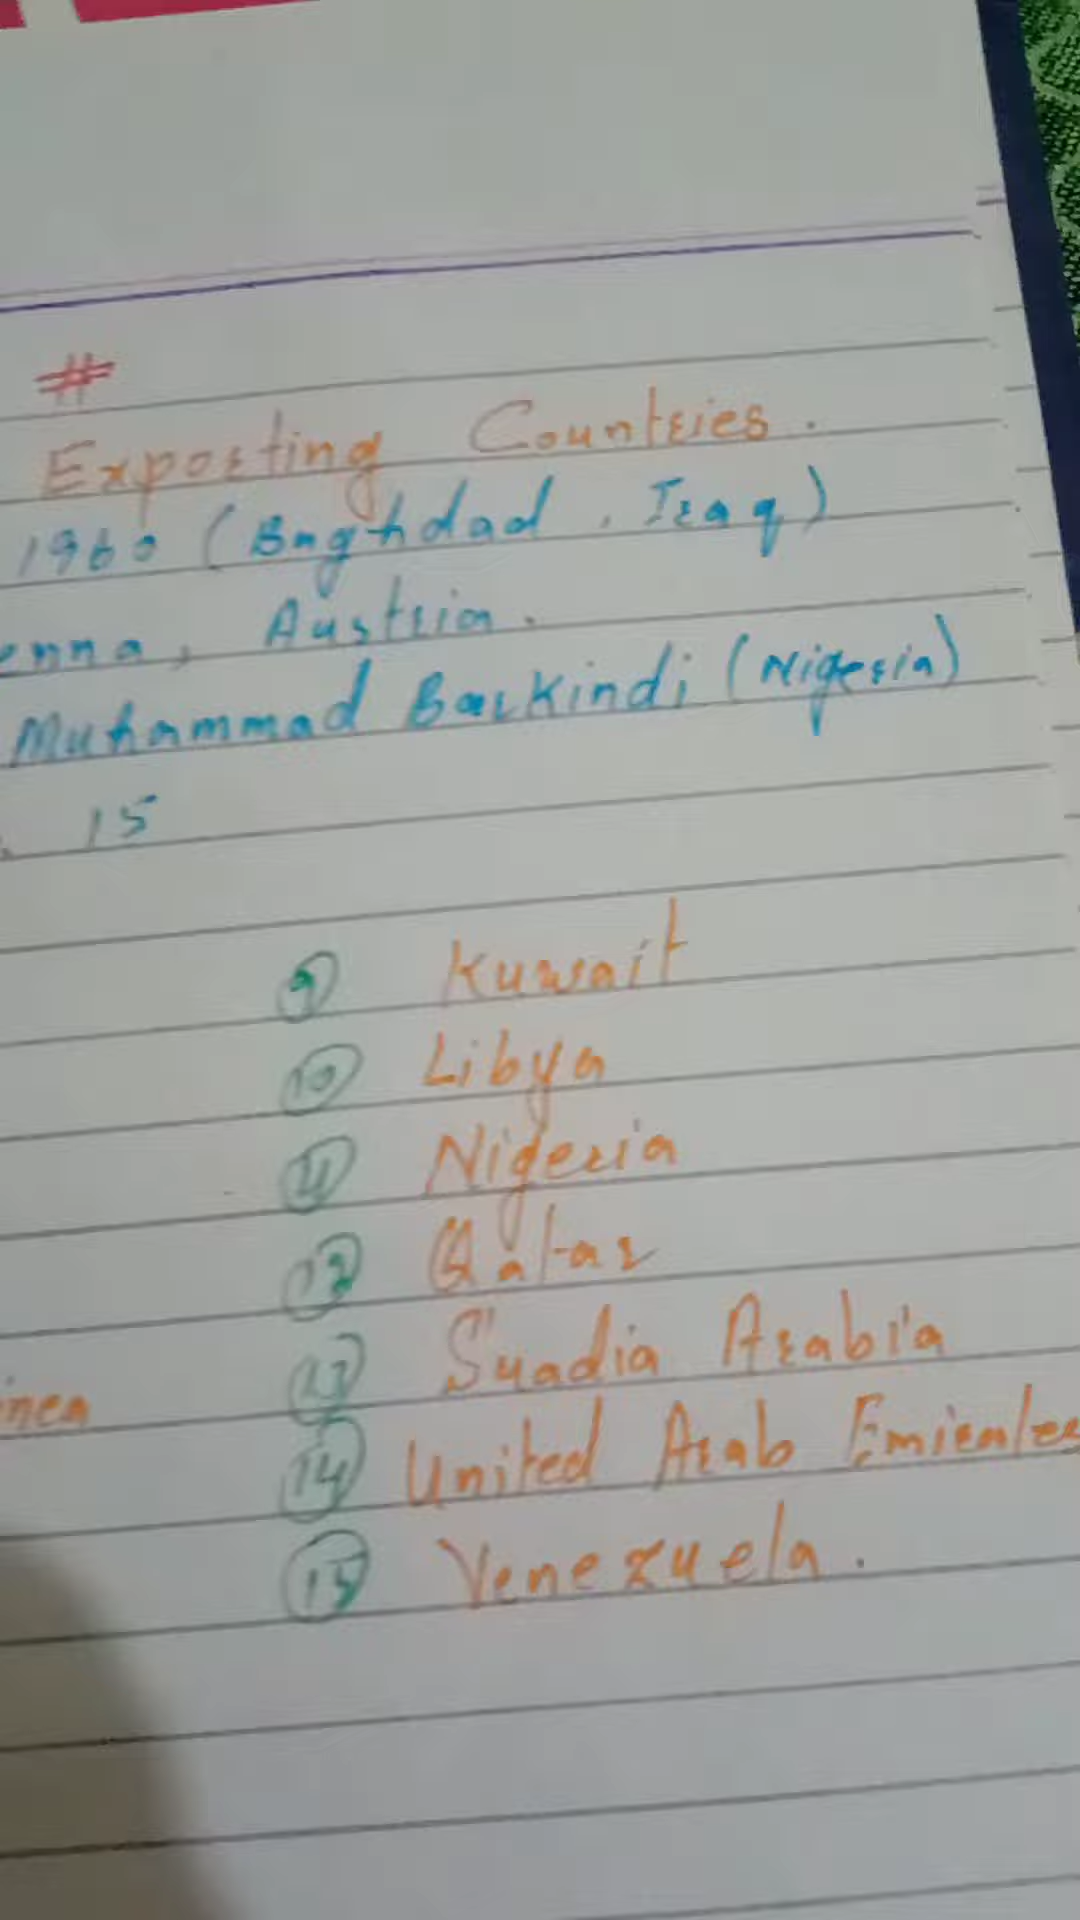 #
Exporting Countries.
1960 (Baghdad, Iraq)
enna, Austria.
Muhammad Barkindi (Nigeria)
15
9 Kuwait
10 Libya
11 Nigeria
12 Qatar
13 Suadia Arabia
inea
14 United Arab Emirates
15 Venezuela.